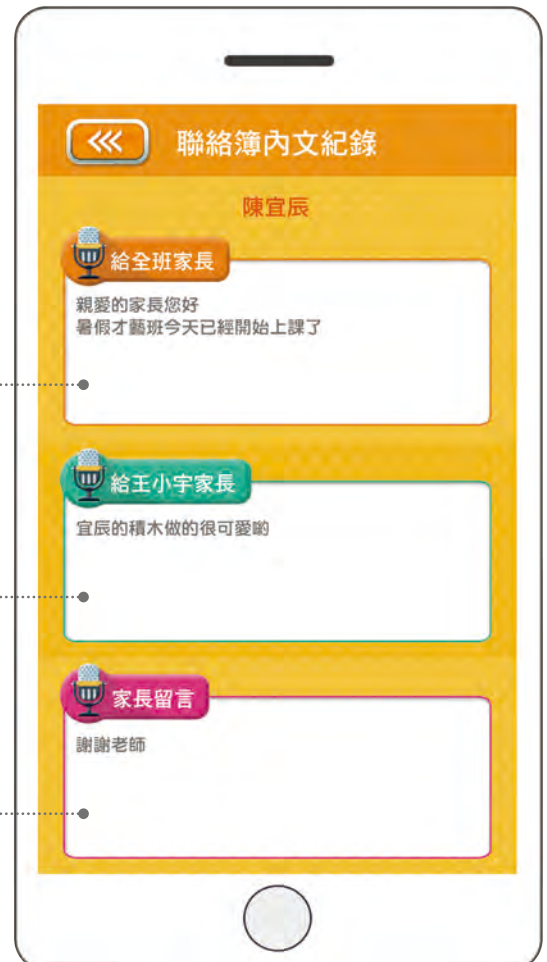 聯絡簿內文紀錄
陳宜辰
給全班家長
親愛的家長您好
暑假才藝班今天已經開始上課了
給王小宇家長
宜辰的積木做的很可愛喲
家長留言
謝謝老師